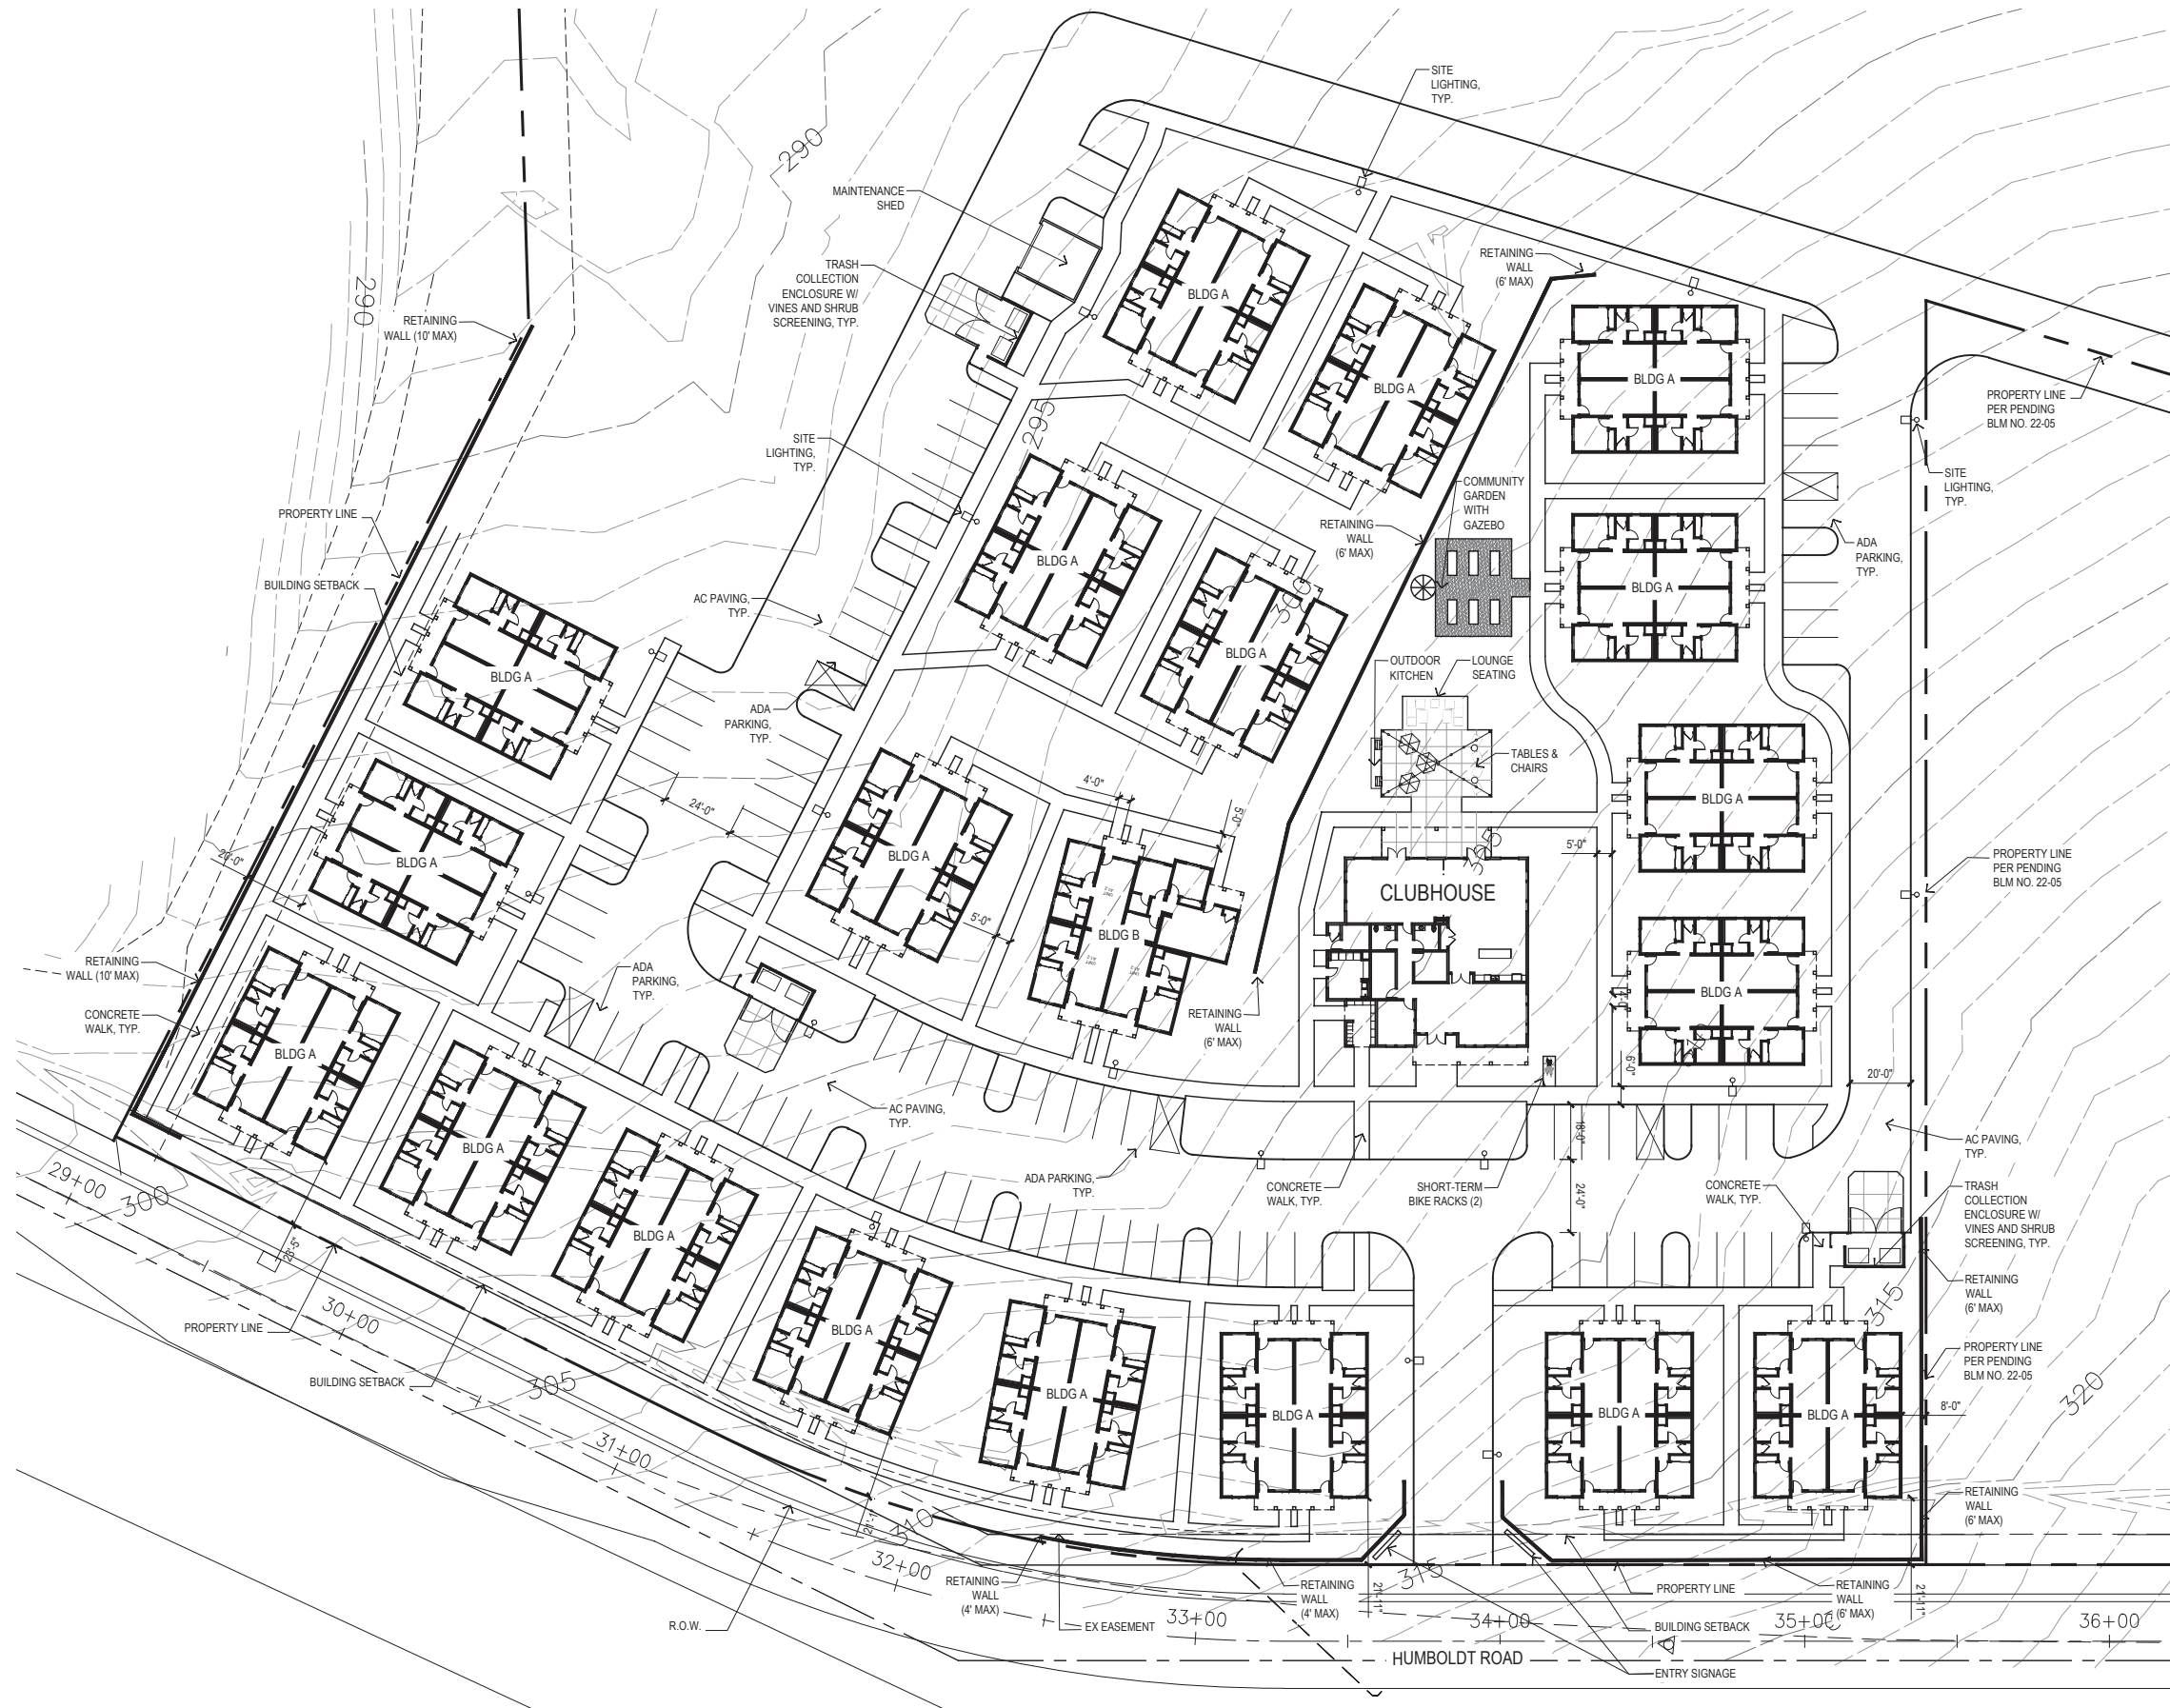 SITE
LIGHTING,
TYP.
290
MAINTENANCE
SHED
290
RETAINING
WALL (10' MAX)
TRASH
COLLECTION
ENCLOSURE W/
VINES AND SHRUB
SCREENING, TYP.
BLDG A
RETAINING
WALL
(6' MAX)
BLDG A
BLDG A
PROPERTY LINE
PER PENDING
BLM NO. 22-05
295
SITE
LIGHTING,
TYP.
SITE
LIGHTING,
TYP.
PROPERTY LINE
COMMUNITY
GARDEN
WITH
GAZEBO
RETAINING
WALL
(6' MAX)
ADA
PARKING,
TYP.
BLDG A
BUILDING SETBACK
AC PAVING,
TYP.
BLDG A
300
BLDG A
BLDG A
OUTDOOR
KITCHEN
LOUNGE
SEATING
ADA
PARKING,
TYP.
TABLES &
CHAIRS
24'-0"
4'-0"
5'-0"
BLDG A
BLDG A
BLDG A
20'-0"
305
5'-0"
PROPERTY LINE
PER PENDING
BLM NO. 22-05
CLUBHOUSE
5'-0"
BLDG B
RETAINING
WALL (10' MAX)
ADA
PARKING,
TYP.
BLDG A
4'-0"
CONCRETE
WALK, TYP.
RETAINING
WALL
(6' MAX)
BLDG A
6'-0"
20'-0"
AC PAVING,
TYP.
18'-0"
AC PAVING,
TYP.
BLDG A
ADA PARKING,
TYP.
CONCRETE
WALK, TYP.
SHORT-TERM
BIKE RACKS (2)
24'-0"
CONCRETE
WALK, TYP.
TRASH
COLLECTION
ENCLOSURE W/
VINES AND SHRUB
SCREENING, TYP.
29+00
300
BLDG A
RETAINING
WALL
(6' MAX)
315
PROPERTY LINE
30+00
BLDG A
PROPERTY LINE
PER PENDING
BLM NO. 22-05
BUILDING SETBACK
305
BLDG A
BLDG A
BLDG A
BLDG A
8'-0"
320
31+00
RETAINING
WALL
(6' MAX)
310
32+00
315
RETAINING
WALL
(4' MAX)
RETAINING
WALL
(4' MAX)
21'-11"
PROPERTY LINE
RETAINING
WALL
(6' MAX)
21'-11"
R.O.W.
EX EASEMENT
33+00
34+00
BUILDING SETBACK
35+00
36+00
HUMBOLDT ROAD
ENTRY SIGNAGE